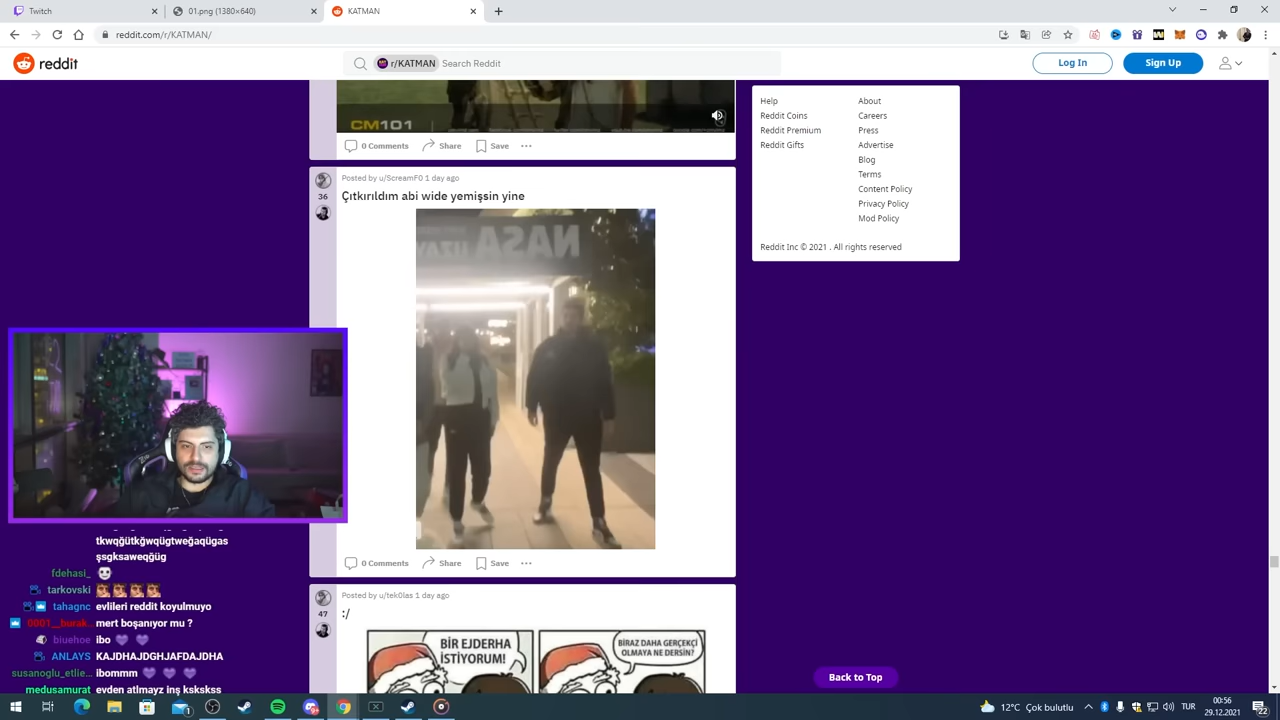 Twitch
01.png (1380×640)
KATMAN
reddit.com/r/KATMAN/
reddit
r/KATMAN
Search Reddit
Log In
Sign Up
CM101
0 Comments
Share
Save
Help
About
Reddit Coins
Careers
Reddit Premium
Press
Reddit Gifts
Advertise
Blog
Terms
Content Policy
Privacy Policy
Mod Policy
Reddit Inc © 2021 . All rights reserved
Posted by u/ScreamF0 1 day ago
36
Çıtkırıldım abi wide yemişsin yine
NASA UZAY
0 Comments
Share
Save
Posted by u/tek0las 1 day ago
47
:/
BİR EJDERHA
İSTİYORUM!
BİRAZ DAHA GERÇEKÇİ
OLMAYA NE DERSİN?
tkwqğütkğwqügtweğaqügas
şsgksaweqğüg
fdehasi_
tarkovski
tahagnc evlileri reddit koyulmuyo
0001__burak.. mert boşanıyor mu ?
biuehoe ibo
ANLAYS KAJDHAJDGHJAFDAJDHA
susanoglu_etlie... ibommm
medusamurat evden atlmayz inş kskskss
Back to Top
12°C Çok bulutlu
TUR
00:56
29.12.2021
22